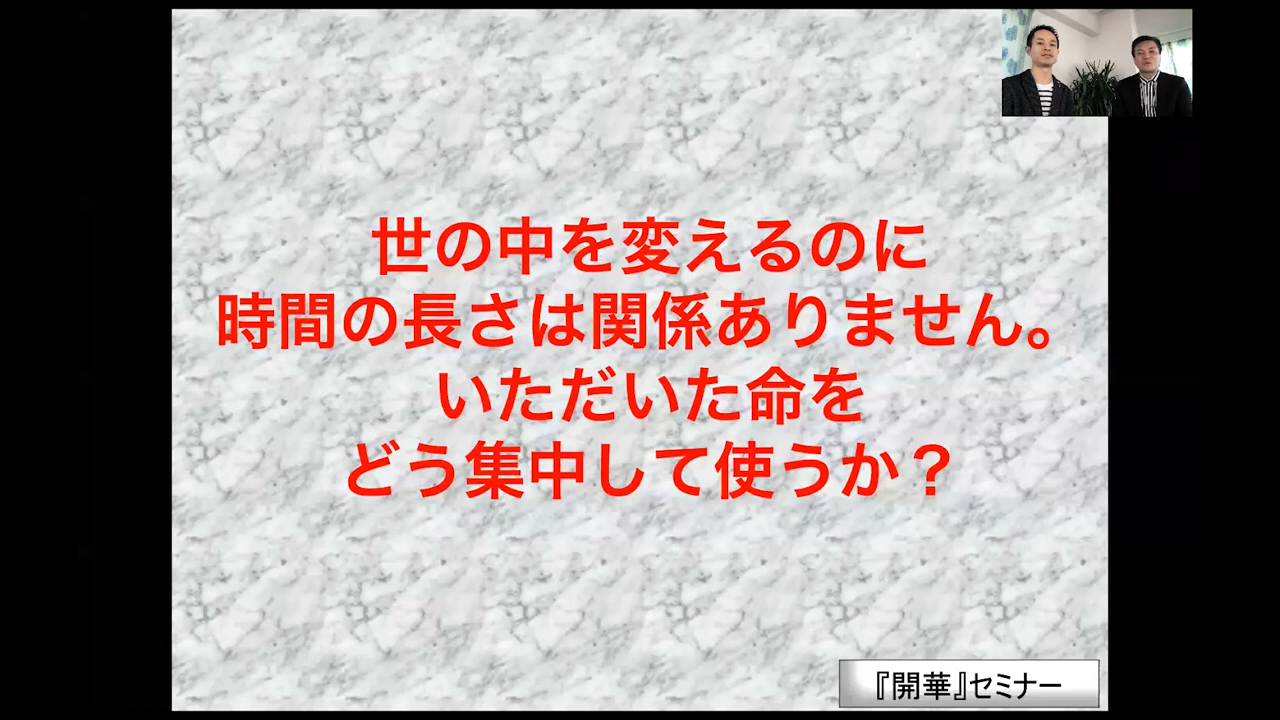 世の中を変えるのに
時間の長さは関係ありません。
いただいた命を
どう集中して使うか？
『開華』セミナー